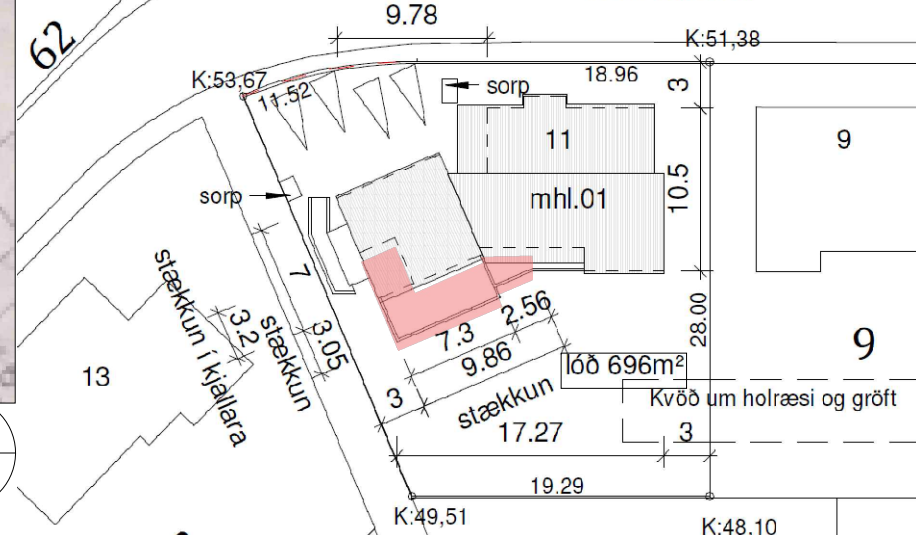 62
9.78
K:51,38
K:53,67
11.52
sorp
18.96
3
11
9
sorp
mhl.01
10.5
7
stækkun í kjallara
3.2
stækkun
3.05
2.56
7.3
9.86
28.00
9
13
lóð 696m²
3
stækkun
Kvöð um holræsi og gröft
17.27
3
19.29
K:49,51
K:48.10